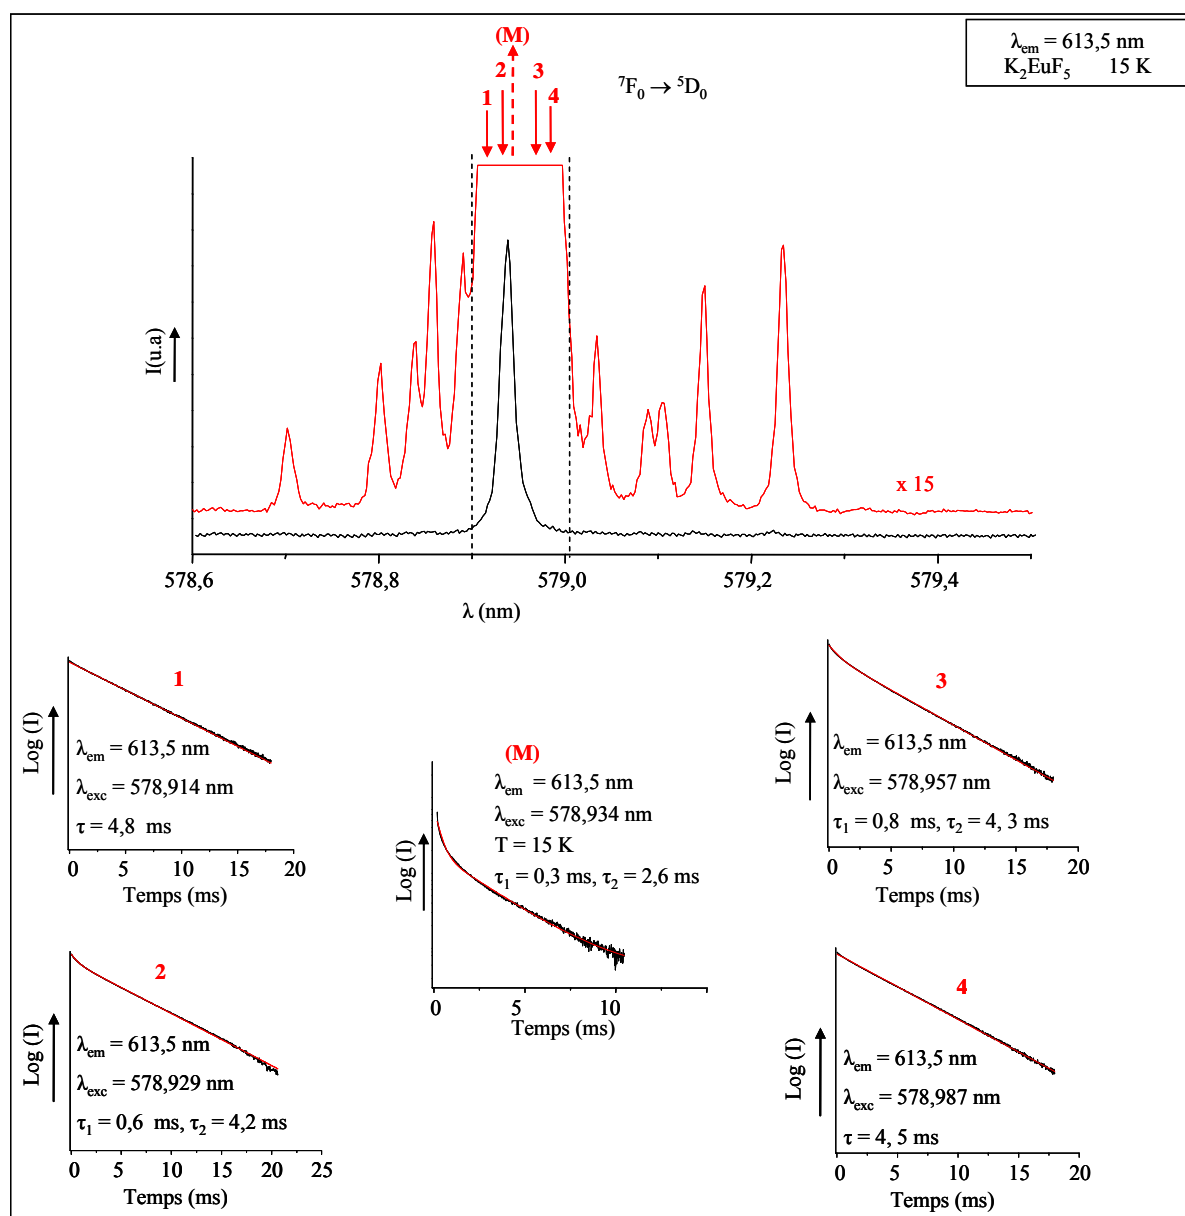 λem = 613,5 nm
K2EuF5 15 K
(M)
2 3
1 4
⁷F₀ → ⁵D₀
I(u.a)
x 15
578,6 578,8 579,0 579,2 579,4
λ (nm)
1
Log (I)
λem = 613,5 nm
λexc = 578,914 nm
τ = 4,8 ms
0 5 10 15 20
Temps (ms)
2
Log (I)
λem = 613,5 nm
λexc = 578,929 nm
τ1 = 0,6 ms, τ2 = 4,2 ms
0 5 10 15 20 25
Temps (ms)
(M)
Log (I)
λem = 613,5 nm
λexc = 578,934 nm
T = 15 K
τ1 = 0,3 ms, τ2 = 2,6 ms
0 5 10
Temps (ms)
3
Log (I)
λem = 613,5 nm
λexc = 578,957 nm
τ1 = 0,8 ms, τ2 = 4, 3 ms
0 5 10 15 20
Temps (ms)
4
Log (I)
λem = 613,5 nm
λexc = 578,987 nm
τ = 4, 5 ms
0 5 10 15 20
Temps (ms)